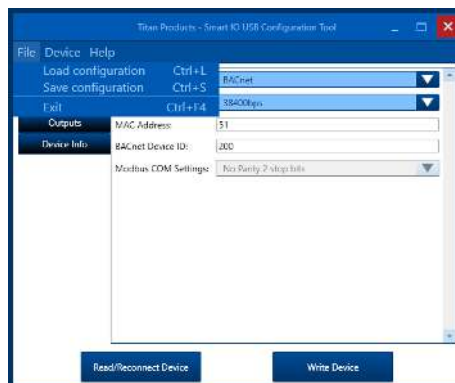 Titan Products - Smart IO USB Configuration Tool
File Device Help
Load configuration Ctrl+L
Save configuration Ctrl+S
Exit Ctrl+F4
BACnet
38400bps
Outputs
MAC Address: 51
Device Info
BACnet Device ID: 200
Modbus COM Settings: No Parity 2 stop bits
Read/Reconnect Device Write Device